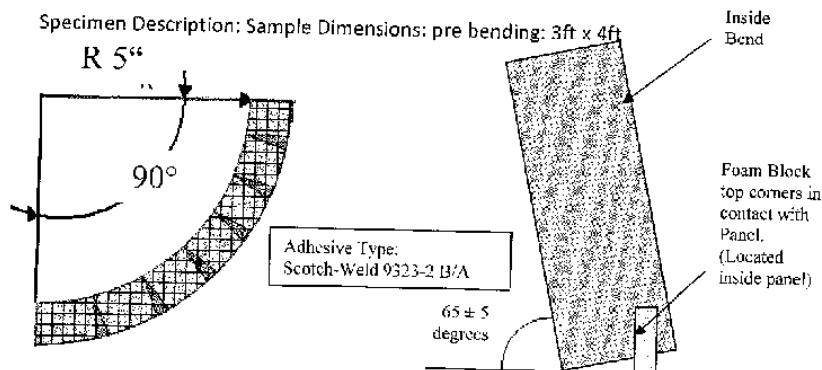 Specimen Description: Sample Dimensions: pre bending: 3ft x 4ft
R 5“
90°
Adhesive Type:
Scotch-Weld 9323-2 B/A
65 ± 5
degrees
Inside
Bend
Foam Block
top corners in
contact with
Panel.
(Located
inside panel)